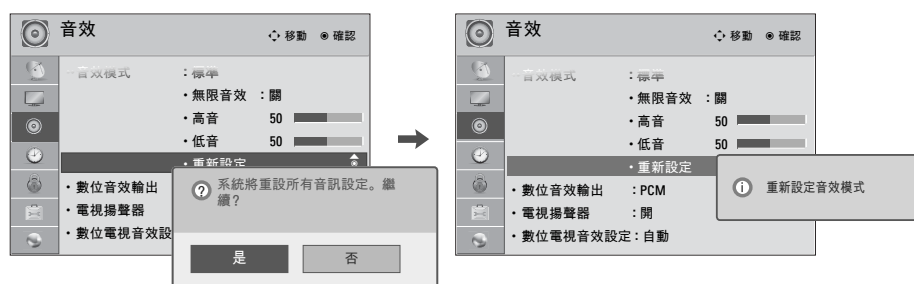 音效
移動 確認
音效模式 : 標準
•無限音效 : 關
•高音 50
•低音 50
•重新設定
•數位音效輸出
•電視揚聲器
•數位電視音效設
系統將重設所有音訊設定。繼
續?
是 否
音效
移動 確認
音效模式 : 標準
•無限音效 : 關
•高音 50
•低音 50
•重新設定
•數位音效輸出 : PCM
•電視揚聲器 : 開
•數位電視音效設定 : 自動
重新設定音效模式